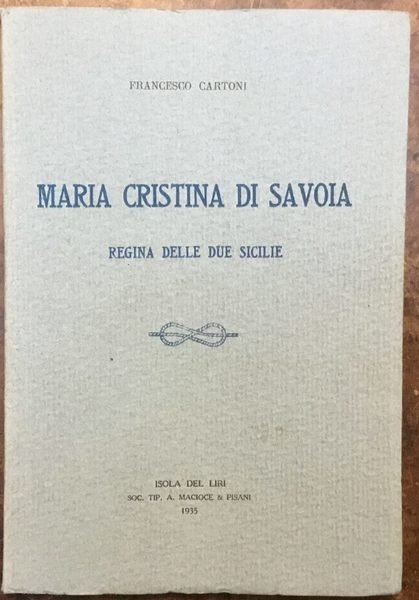 FRANCESCO CARTONI
MARIA CRISTINA DI SAVOIA
REGINA DELLE DUE SICILIE
ISOLA DEL LIRI
SOC. TIP. A. MACIOCE & PISANI
1935